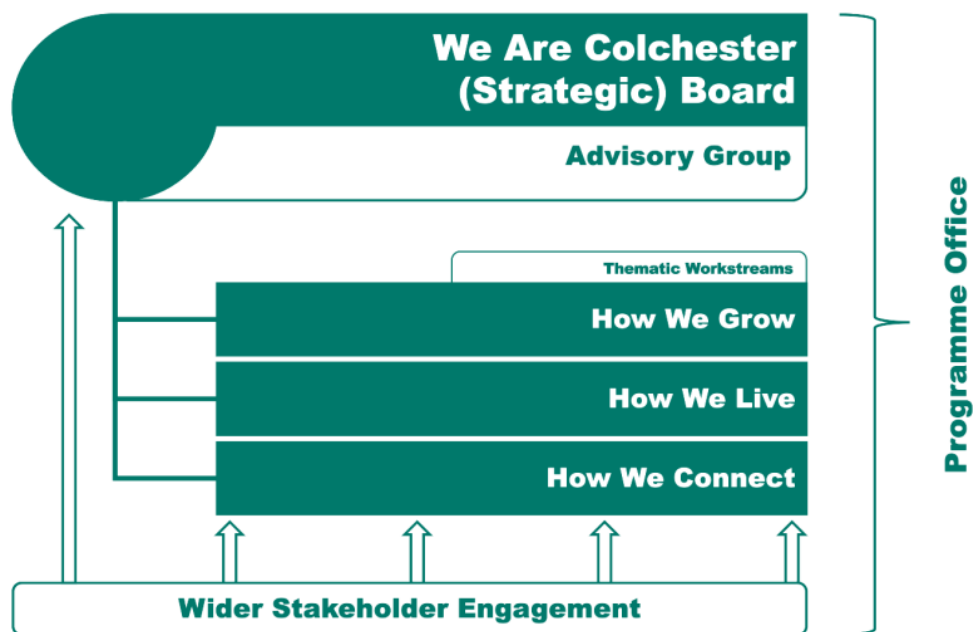 We Are Colchester
(Strategic) Board
Advisory Group
Thematic Workstreams
How We Grow
How We Live
How We Connect
Wider Stakeholder Engagement
Programme Office